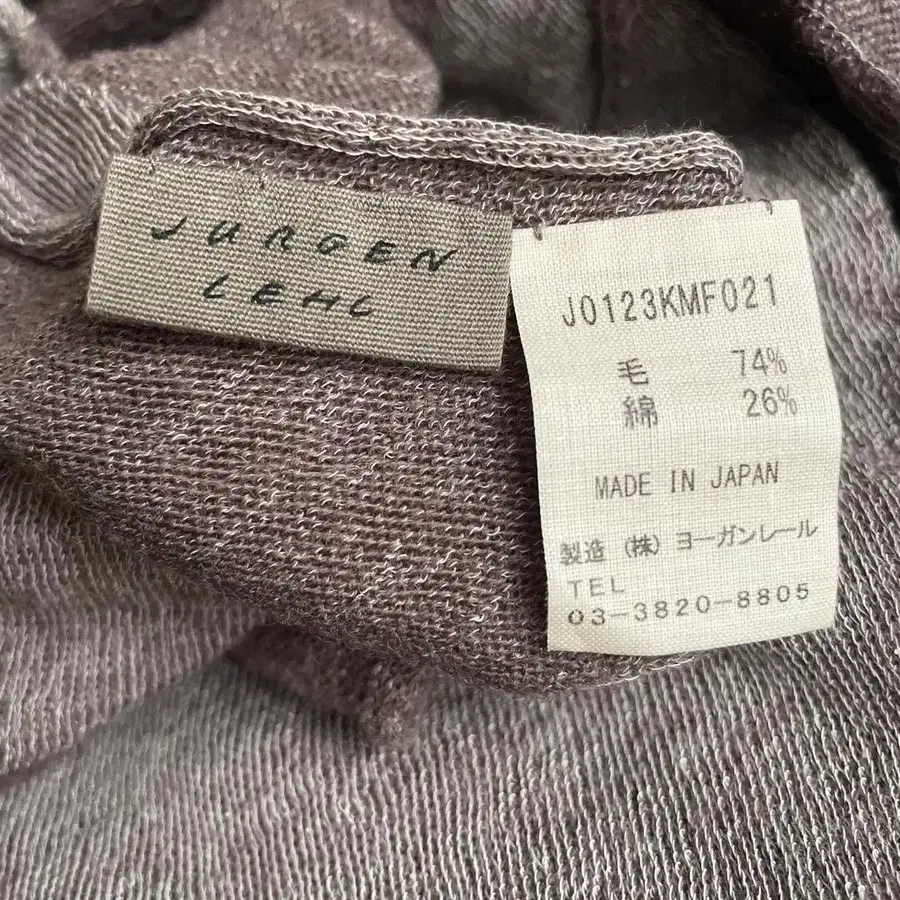 JURGEN
LEHL
J0123KMF021
毛 74%
綿 26%
MADE IN JAPAN
製造 (株) ヨーガンレール
TEL
03-3820-8805